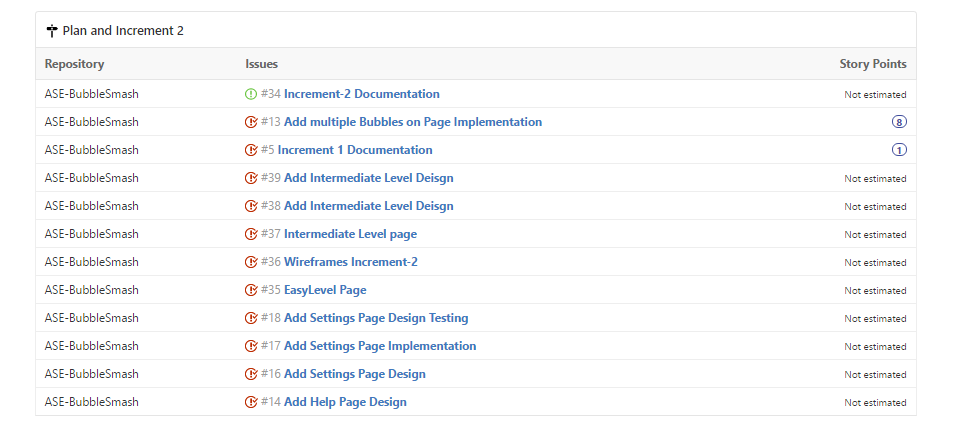 Plan and Increment 2
Repository Issues Story Points
ASE-BubbleSmash #34 Increment-2 Documentation Not estimated
ASE-BubbleSmash #13 Add multiple Bubbles on Page Implementation 8
ASE-BubbleSmash #5 Increment 1 Documentation 1
ASE-BubbleSmash #39 Add Intermediate Level Deisgn Not estimated
ASE-BubbleSmash #38 Add Intermediate Level Deisgn Not estimated
ASE-BubbleSmash #37 Intermediate Level page Not estimated
ASE-BubbleSmash #36 Wireframes Increment-2 Not estimated
ASE-BubbleSmash #35 EasyLevel Page Not estimated
ASE-BubbleSmash #18 Add Settings Page Design Testing Not estimated
ASE-BubbleSmash #17 Add Settings Page Implementation Not estimated
ASE-BubbleSmash #16 Add Settings Page Design Not estimated
ASE-BubbleSmash #14 Add Help Page Design Not estimated